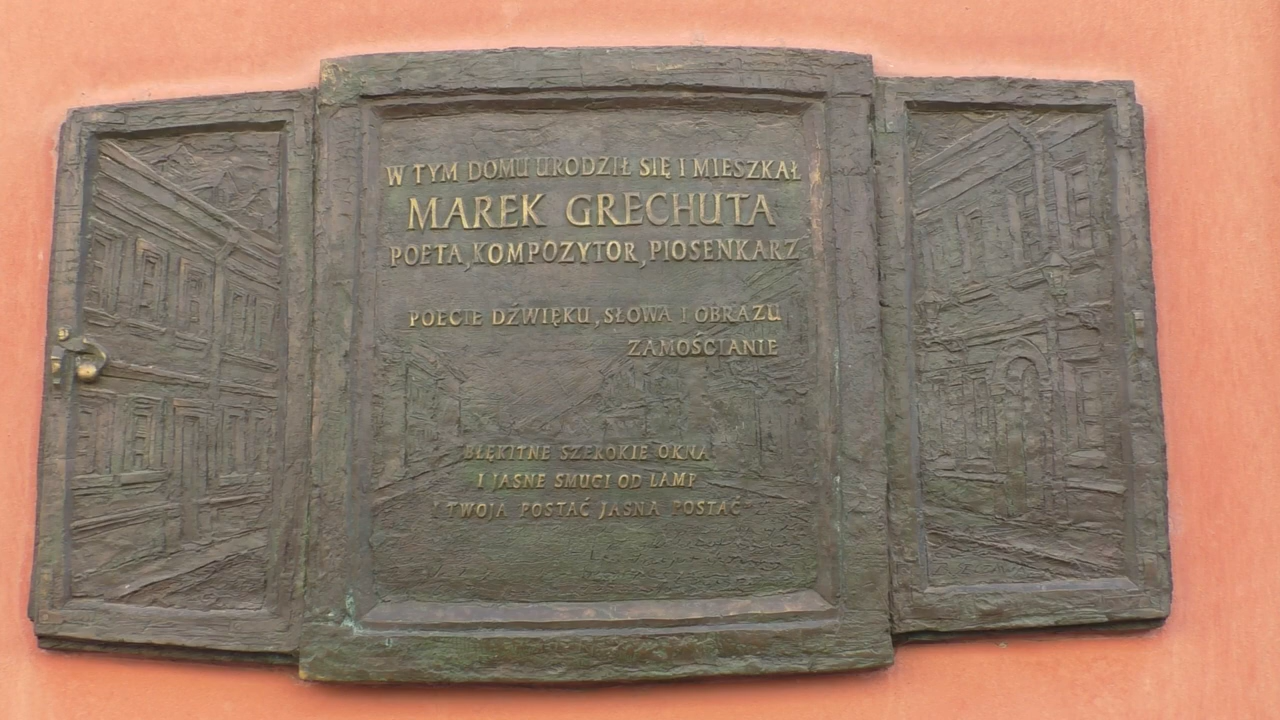 W TYM DOMU URODZIŁ SIĘ I MIESZKAŁ
MAREK GRECHUTA
POETA, KOMPOZYTOR, PIOSENKARZ
POECIE DŹWIĘKU, SŁOWA I OBRAZU
ZAMOŚCIANIE
BŁĘKITNE SZEROKIE OKNA
I JASNE SMUGI OD LAMP
I TWOJA POSTAĆ JASNA POSTAĆ